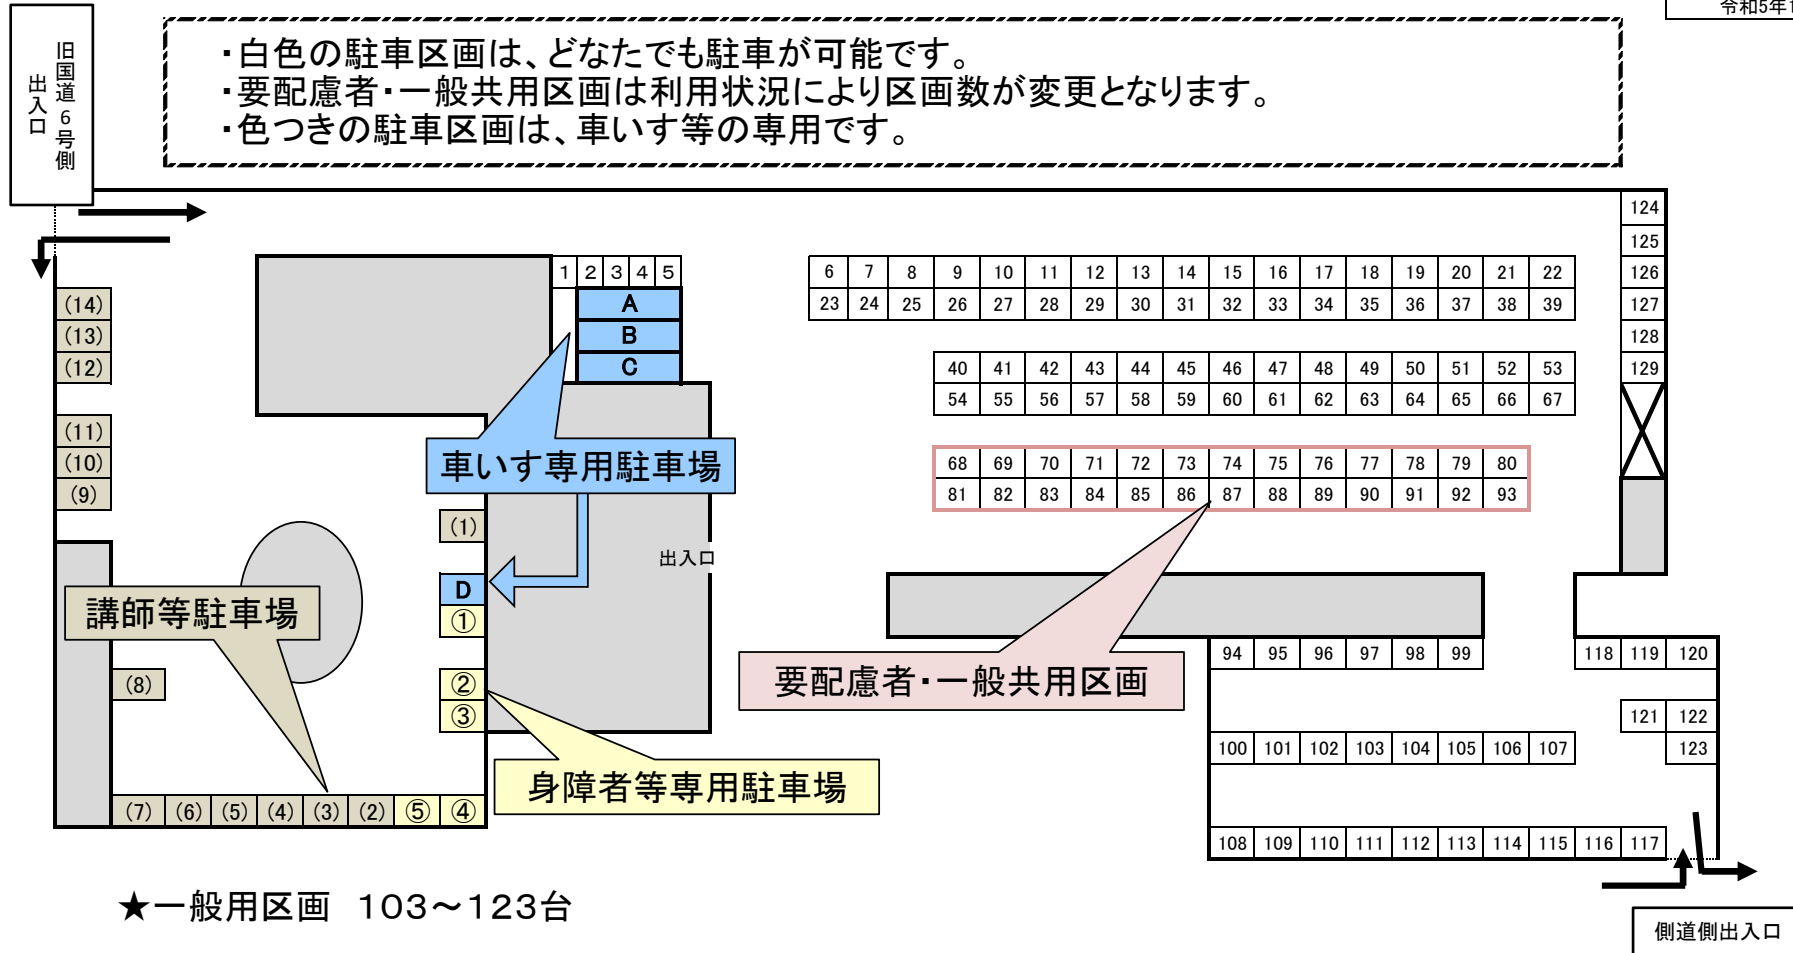 令和5年1
旧国道6号側
出入口
・白色の駐車区画は、どなたでも駐車が可能です。
・要配慮者・一般共用区画は利用状況により区画数が変更となります。
・色つきの駐車区画は、車いす等の専用です。
124
125
1 2 3 4 5
6 7 8 9 10 11 12 13 14 15 16 17 18 19 20 21 22
126
(14)
A
23 24 25 26 27 28 29 30 31 32 33 34 35 36 37 38 39
127
(13)
B
128
(12)
C
40 41 42 43 44 45 46 47 48 49 50 51 52 53
129
54 55 56 57 58 59 60 61 62 63 64 65 66 67
(11)
(10)
車いす専用駐車場
68 69 70 71 72 73 74 75 76 77 78 79 80
(9)
81 82 83 84 85 86 87 88 89 90 91 92 93
(1)
出入口
D
講師等駐車場
①
94 95 96 97 98 99
118 119 120
(8)
②
要配慮者・一般共用区画
③
121 122
100 101 102 103 104 105 106 107
123
身障者等専用駐車場
(7) (6) (5) (4) (3) (2) ⑤ ④
108 109 110 111 112 113 114 115 116 117
★一般用区画 103～123台
側道側出入口